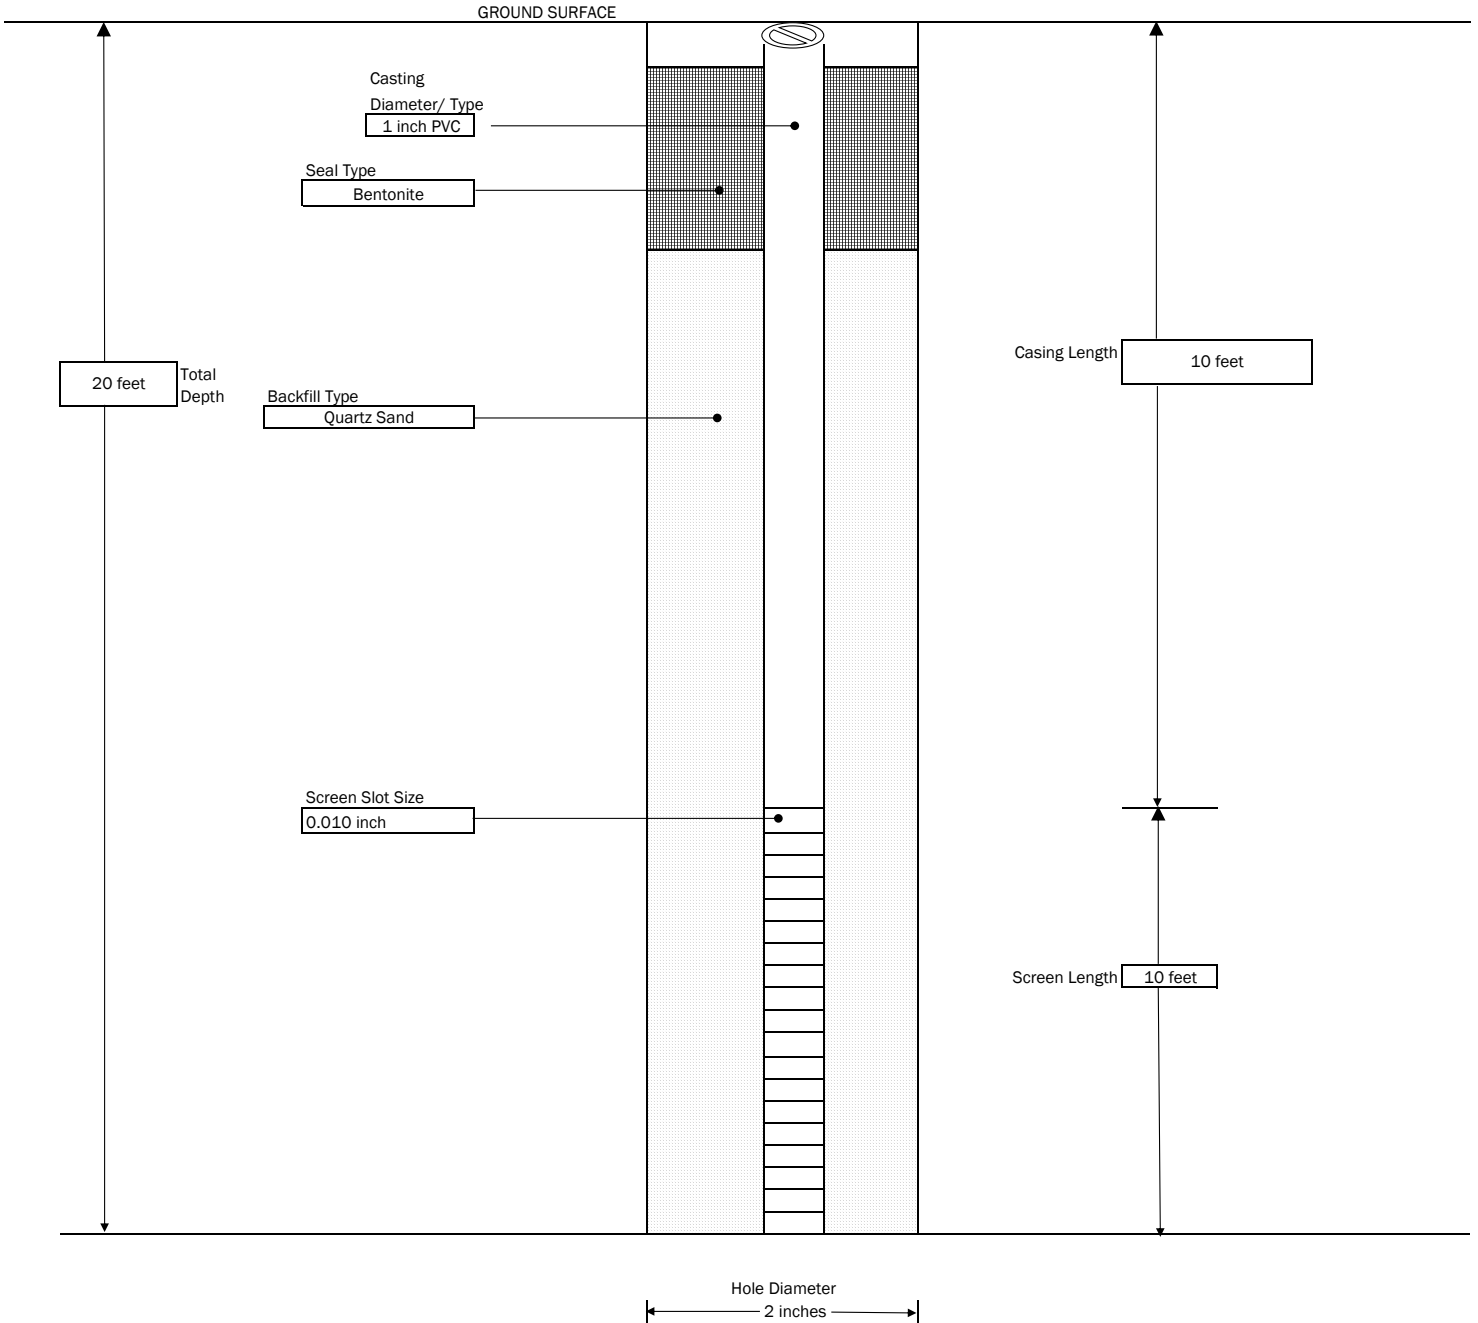 GROUND SURFACE
Casting
Diameter/ Type
1 inch PVC
Seal Type
Bentonite
Casing Length
10 feet
20 feet
Total
Depth
Backfill Type
Quartz Sand
Screen Slot Size
0.010 inch
Screen Length
10 feet
Hole Diameter
2 inches